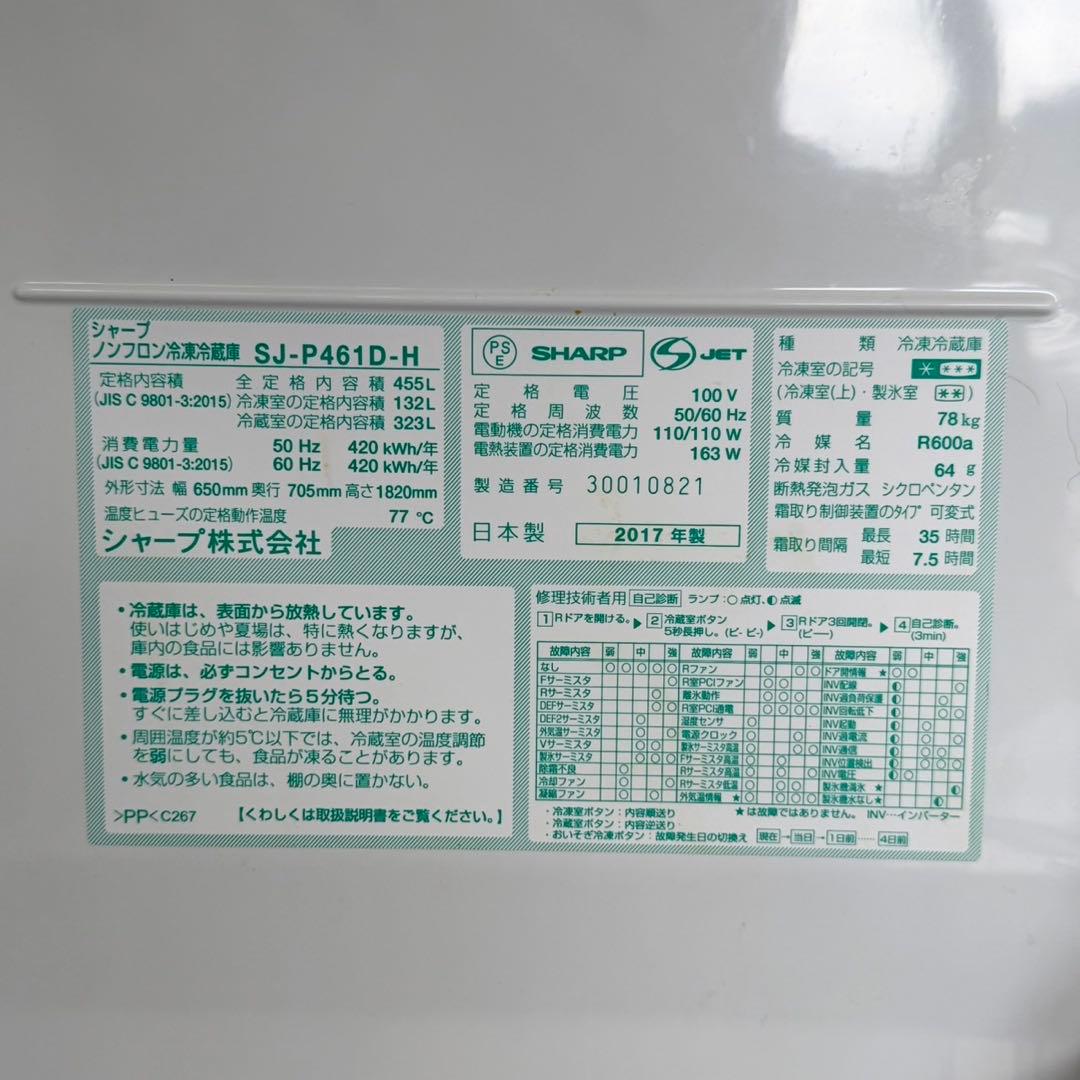 シャープ
ノンフロン冷凍冷蔵庫 SJ-P461D-H
定格内容積 全定格内容積 455L
(JIS C 9801-3:2015) 冷凍室の定格内容積 132L
冷蔵室の定格内容積 323L
消費電力量 50 Hz 420 kWh/年
(JIS C 9801-3:2015) 60 Hz 420 kWh/年
外形寸法 幅 650mm 奥行 705mm 高さ 1820mm
温度ヒューズの定格動作温度 77 ℃
シャープ株式会社
PSE SHARP JET
定格電圧 100 V
定格周波数 50/60 Hz
電動機の定格消費電力 110/110 W
電熱装置の定格消費電力 163 W
製造番号 30010821
日本製 2017 年製
種類 冷凍冷蔵庫
冷凍室の記号 ＊ ＊＊＊
(冷凍室(上)・製氷室 ＊＊)
質量 78 kg
冷媒名 R600a
冷媒封入量 64 g
断熱発泡ガス シクロペンタン
霜取り制御装置のタイプ 可変式
霜取り間隔 最長 35 時間
最短 7.5 時間
・冷蔵庫は、表面から放熱しています。
使いはじめや夏場は、特に熱くなりますが、
庫内の食品には影響ありません。
・電源は、必ずコンセントからとる。
・電源プラグを抜いたら5分待つ。
すぐに差し込むと冷蔵庫に無理がかかります。
・周囲温度が約5℃以下では、冷蔵室の温度調節
を弱にしても、食品が凍ることがあります。
・水気の多い食品は、棚の奥に置かない。
>PP< C267 【くわしくは取扱説明書をご覧ください。】
修理技術者用 自己診断 ランプ：○点灯、◐点滅
1 Rドアを開ける。▶ 2 冷蔵室ボタン 5秒長押し。(ピ- ピ-) ▶ 3 Rドア3回開閉。(ピー) ▶ 4 自己診断。(3min)
故障内容 弱 中 強 故障内容 弱 中 強 故障内容 弱 中 強
なし ○○○○○ Rファン ドア開情報 ★
Fサーミスタ R室PCIファン INV配線
Rサーミスタ 離氷動作 INV過負荷保護
DEFサーミスタ R室PCI通電 INV回転低下
DEF2サーミスタ 湿度センサ INV起動
外気温サーミスタ 電源クロック INV過電流
Vサーミスタ 製氷サーミスタ高温 INV通信
製氷サーミスタ Fサーミスタ高温 INV位置検出
除霜不良 Rサーミスタ高温 INV電圧
冷却ファン Rサーミスタ低温 製氷機満氷 ★
凝縮ファン 外気温情報 ★ 製氷機水なし ★
・冷凍室ボタン：内容順送り ★は故障ではありません。 INV…インバーター
・冷蔵室ボタン：内容逆送り
・おいそぎ冷凍ボタン：故障発生日の切換え 現在→当日→1日前……4日前